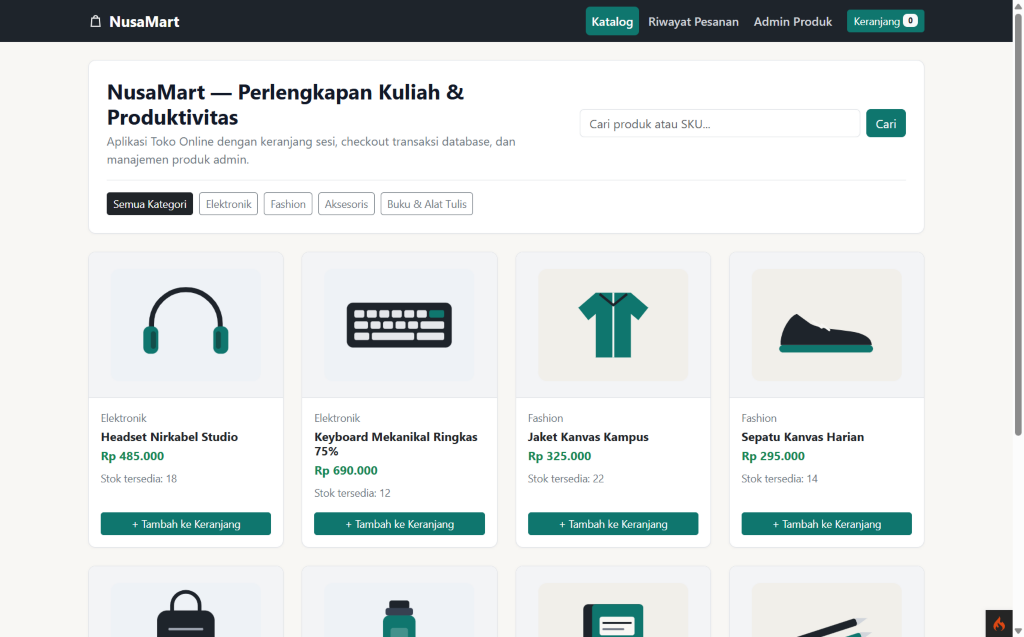 NusaMart
Katalog
Riwayat Pesanan
Admin Produk
Keranjang 0
NusaMart — Perlengkapan Kuliah &
Produktivitas
Aplikasi Toko Online dengan keranjang sesi, checkout transaksi database, dan
manajemen produk admin.
Cari produk atau SKU...
Cari
Semua Kategori
Elektronik
Fashion
Aksesoris
Buku & Alat Tulis
Elektronik
Headset Nirkabel Studio
Rp 485.000
Stok tersedia: 18
+ Tambah ke Keranjang
Elektronik
Keyboard Mekanikal Ringkas
75%
Rp 690.000
Stok tersedia: 12
+ Tambah ke Keranjang
Fashion
Jaket Kanvas Kampus
Rp 325.000
Stok tersedia: 22
+ Tambah ke Keranjang
Fashion
Sepatu Kanvas Harian
Rp 295.000
Stok tersedia: 14
+ Tambah ke Keranjang